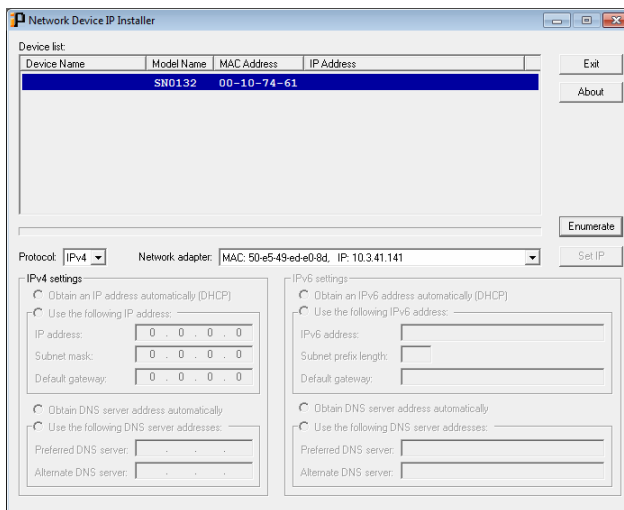 Network Device IP Installer
Device list:
Device Name Model Name MAC Address IP Address
SN0132 00-10-74-61
Exit
About
Enumerate
Protocol: IPv4 Network adapter: MAC: 50-e5-49-ed-e0-8d, IP: 10.3.41.141 Set IP
IPv4 settings
Obtain an IP address automatically (DHCP)
Use the following IP address:
IP address: 0 . 0 . 0 . 0
Subnet mask: 0 . 0 . 0 . 0
Default gateway: 0 . 0 . 0 . 0
Obtain DNS server address automatically
Use the following DNS server addresses:
Preferred DNS server: . . .
Alternate DNS server: . . .
IPv6 settings
Obtain an IPv6 address automatically (DHCP)
Use the following IPv6 address:
IPv6 address:
Subnet prefix length:
Default gateway:
Obtain DNS server address automatically
Use the following DNS server addresses:
Preferred DNS server:
Alternate DNS server: